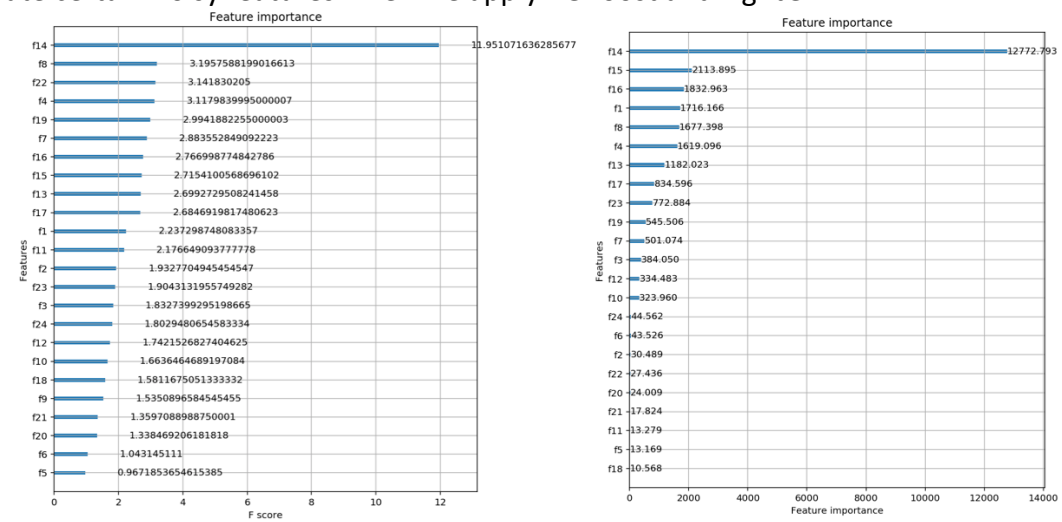 Feature importance
f14 11.951071636285677
f8 3.1957588199016613
f22 3.141830205
f4 3.1179839995000007
f19 2.9941882255000003
f7 2.883552849092223
f16 2.766998774842786
f15 2.7154100568696102
f13 2.6992729508241458
f17 2.6846919817480623
f1 2.237298748083357
f11 2.176649093777778
f2 1.9327704945454547
f23 1.9043131955749282
f3 1.8327399295198665
f24 1.8029480654583334
f12 1.7421526827404625
f10 1.6636464689197084
f18 1.5811675051333332
f9 1.5350896584545455
f21 1.3597088988750001
f20 1.338469206181818
f6 1.043145111
f5 0.9671853654615385
Features
0 2 4 6 8 10 12
F score
Feature importance
f14 12772.793
f15 2113.895
f16 1832.963
f1 1716.166
f8 1677.398
f4 1619.096
f13 1182.023
f17 834.596
f23 772.884
f19 545.506
f7 501.074
f3 384.050
f12 334.483
f10 323.960
f24 44.562
f6 43.526
f2 30.489
f22 27.436
f20 24.009
f21 17.824
f11 13.279
f5 13.169
f18 10.568
Features
0 2000 4000 6000 8000 10000 12000 14000
Feature importance